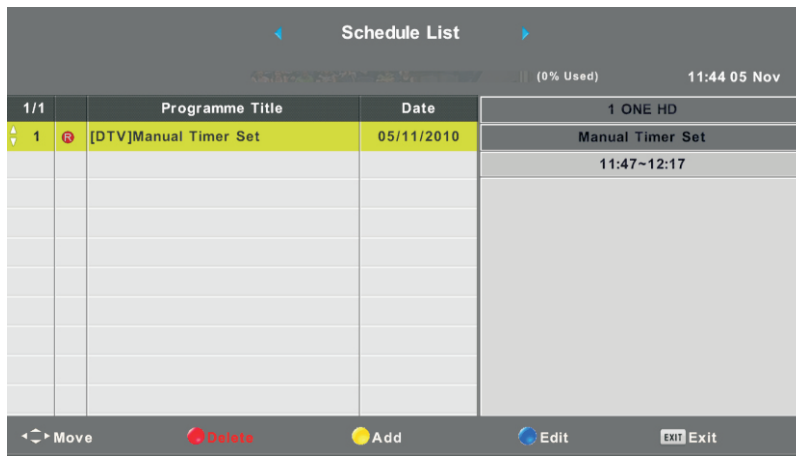 Schedule List
(0% Used) 11:44 05 Nov
1/1 Programme Title Date 1 ONE HD
1 R [DTV]Manual Timer Set 05/11/2010 Manual Timer Set
11:47~12:17
Move Delete Add Edit EXIT Exit